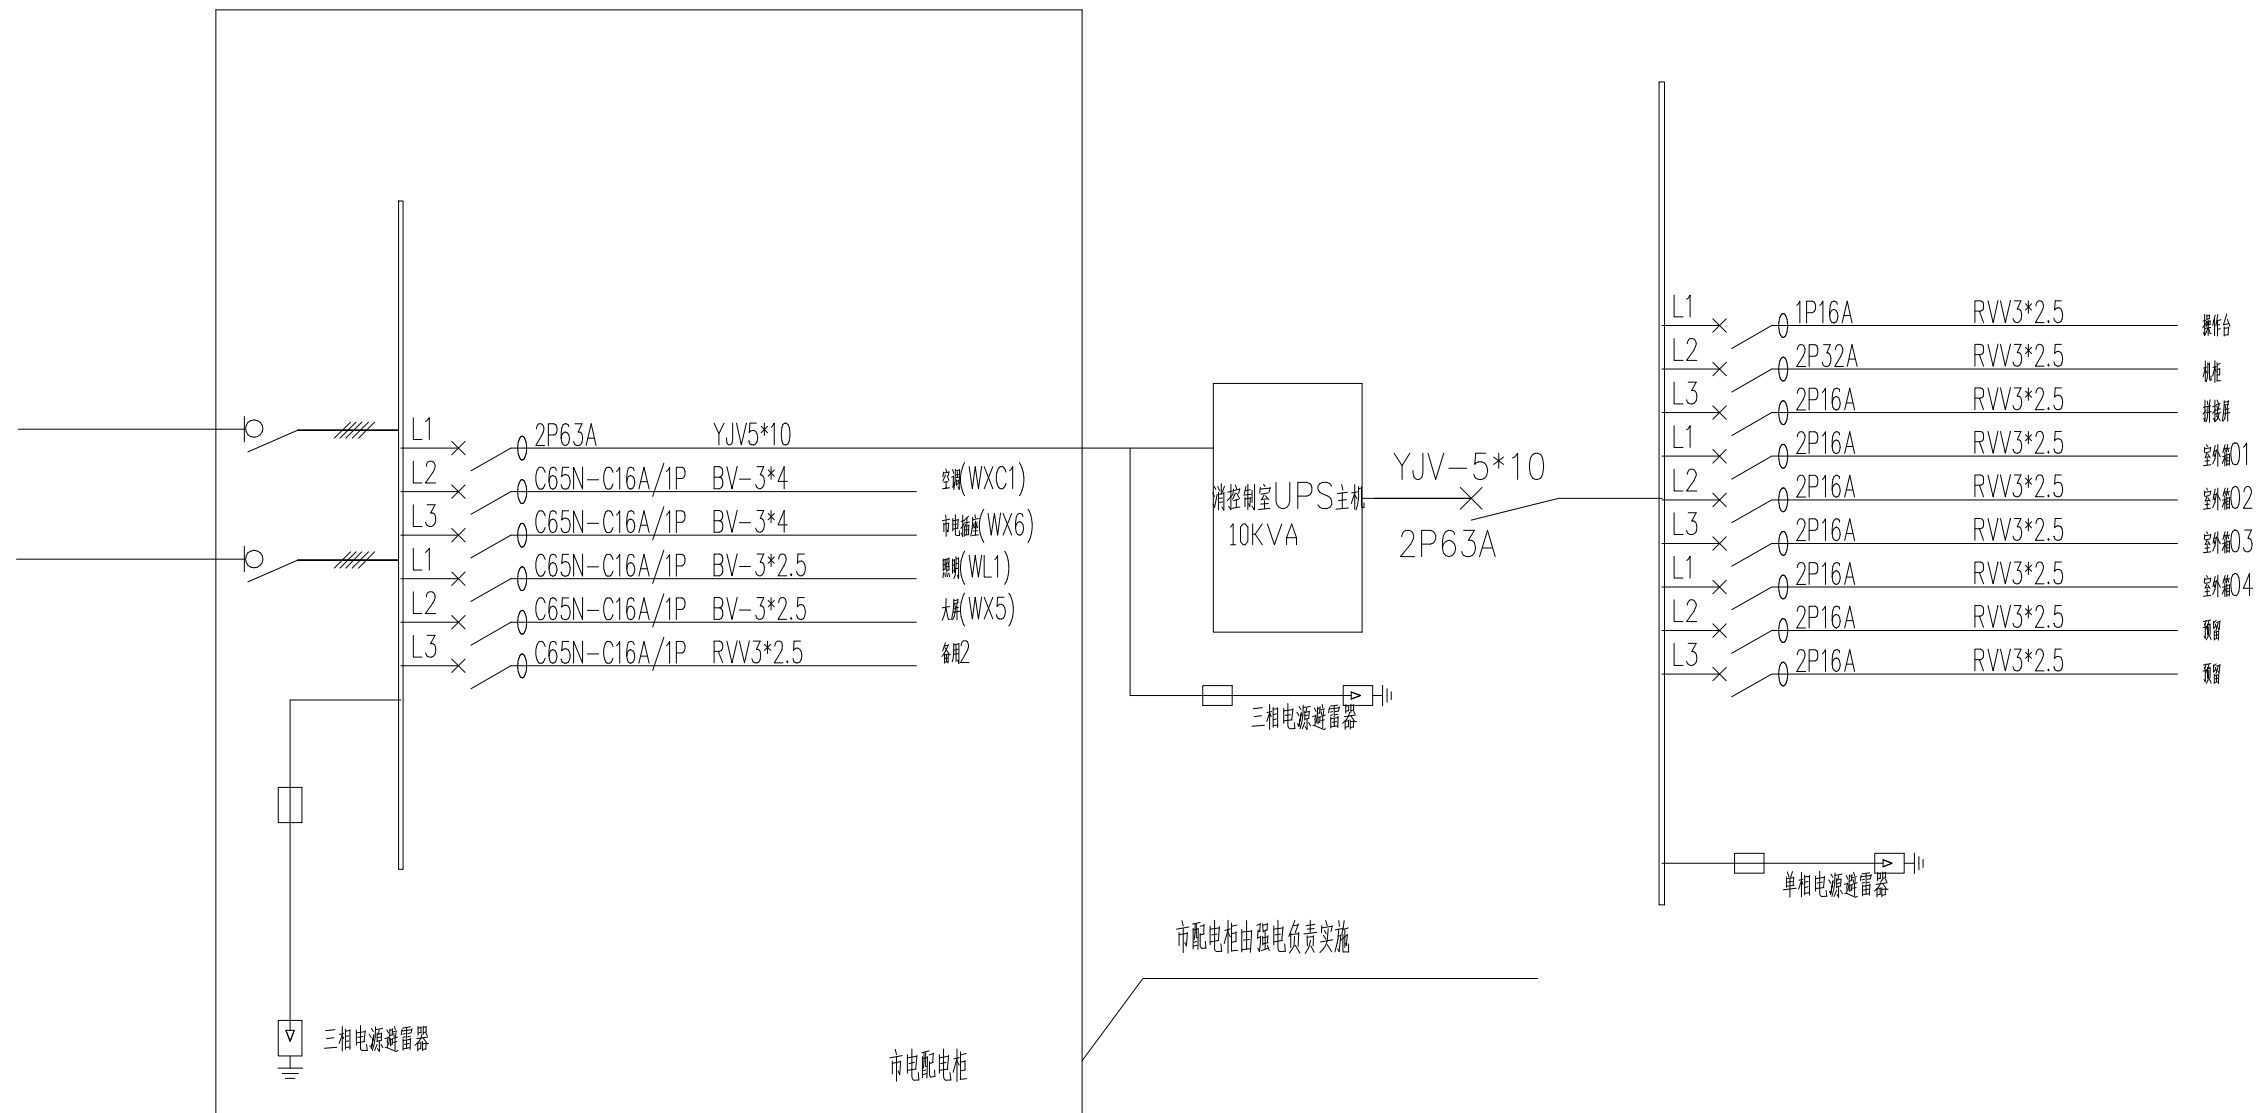 L1 2P63A YJV5*10
L2 C65N-C16A/1P BV-3*4 空调(WXC1)
L3 C65N-C16A/1P BV-3*4 市电插座(WX6)
L1 C65N-C16A/1P BV-3*2.5 照明(WL1)
L2 C65N-C16A/1P BV-3*2.5 大屏(WX5)
L3 C65N-C16A/1P RVV3*2.5 备用2
三相电源避雷器
市电配电柜
消控制室UPS主机
10KVA
YJV-5*10
2P63A
三相电源避雷器
市配电柜由强电负责实施
L1 1P16A RVV3*2.5 操作台
L2 2P32A RVV3*2.5 机柜
L3 2P16A RVV3*2.5 拼接屏
L1 2P16A RVV3*2.5 室外箱01
L2 2P16A RVV3*2.5 室外箱02
L3 2P16A RVV3*2.5 室外箱03
L1 2P16A RVV3*2.5 室外箱04
L2 2P16A RVV3*2.5 预留
L3 2P16A RVV3*2.5 预留
单相电源避雷器